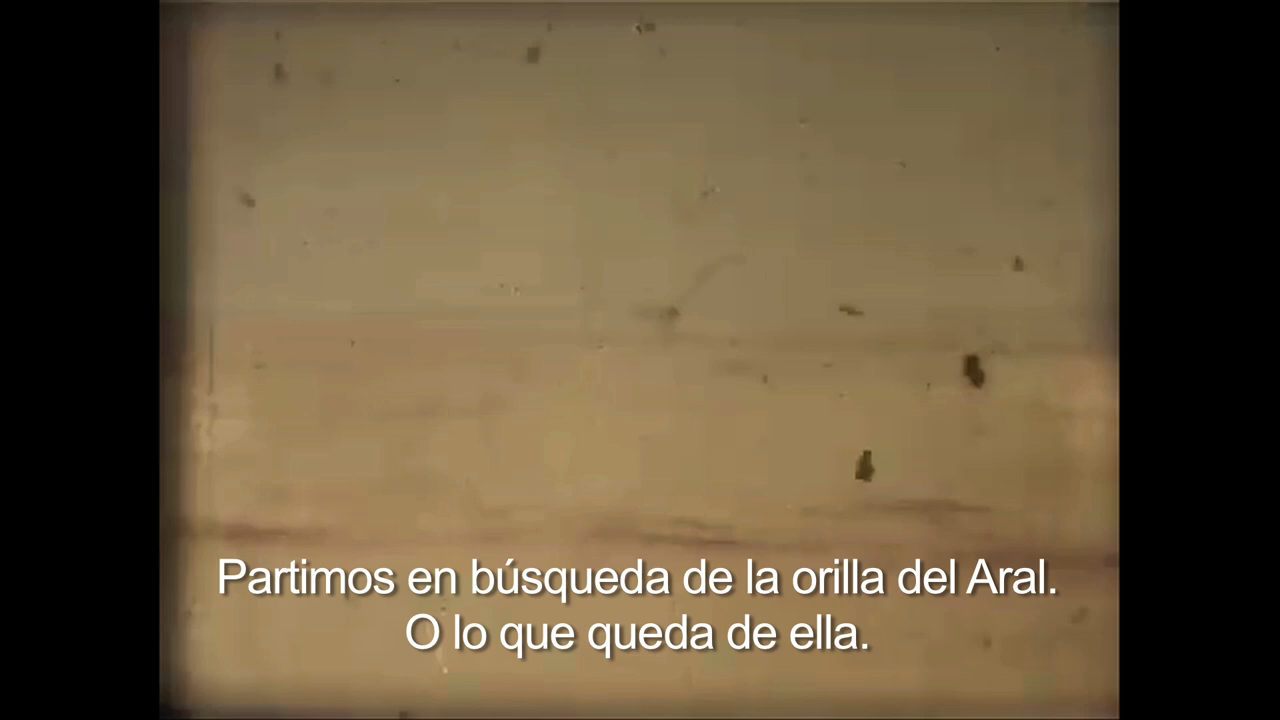 Partimos en búsqueda de la orilla del Aral.
O lo que queda de ella.